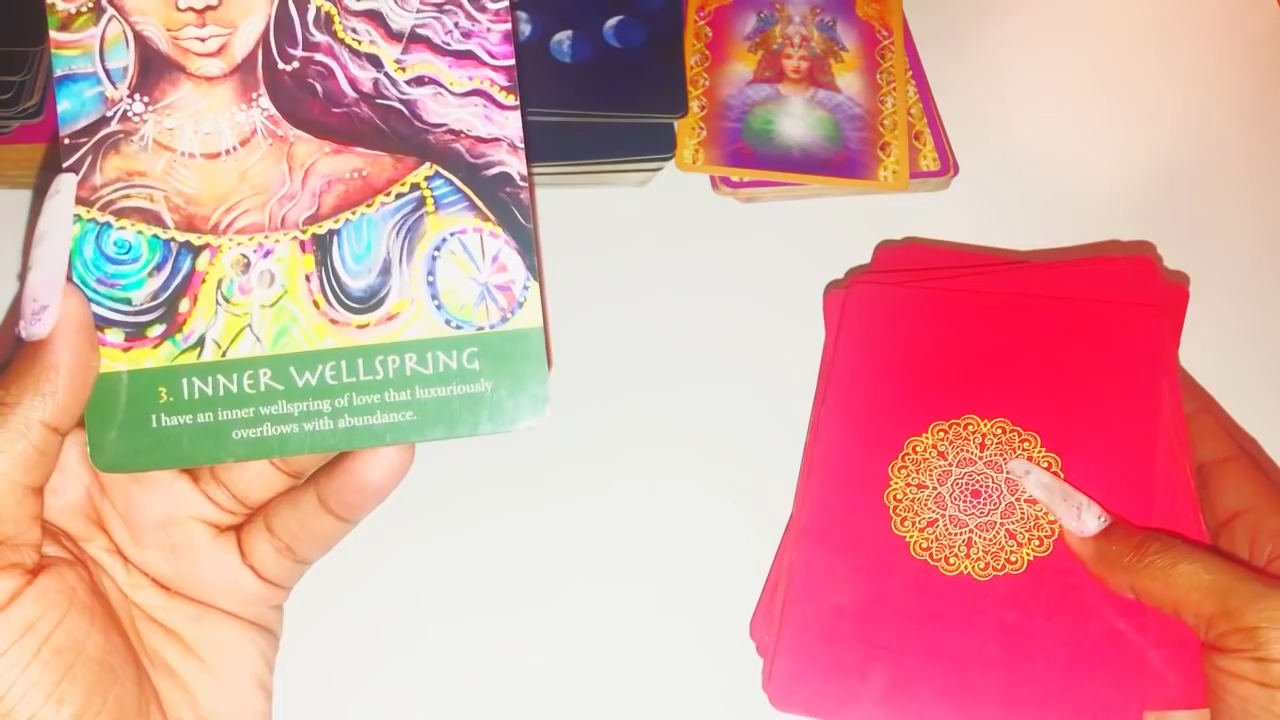 3. INNER WELLSPRING
I have an inner wellspring of love that luxuriously
overflows with abundance.